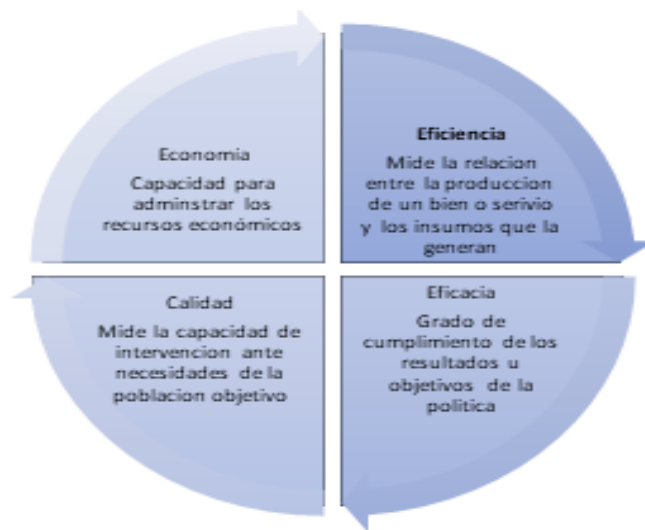 Economia
Capacidad para
adminstrar los
recursos económicos
Eficiencia
Mide la relacion
entre la produccion
de un bien o serivio
y los insumos que la
generan
Calidad
Mide la capacidad de
intervencion ante
necesidades de la
poblacion objetivo
Eficacia
Grado de
cumplimiento de los
resultados u
objetivos de la
politica